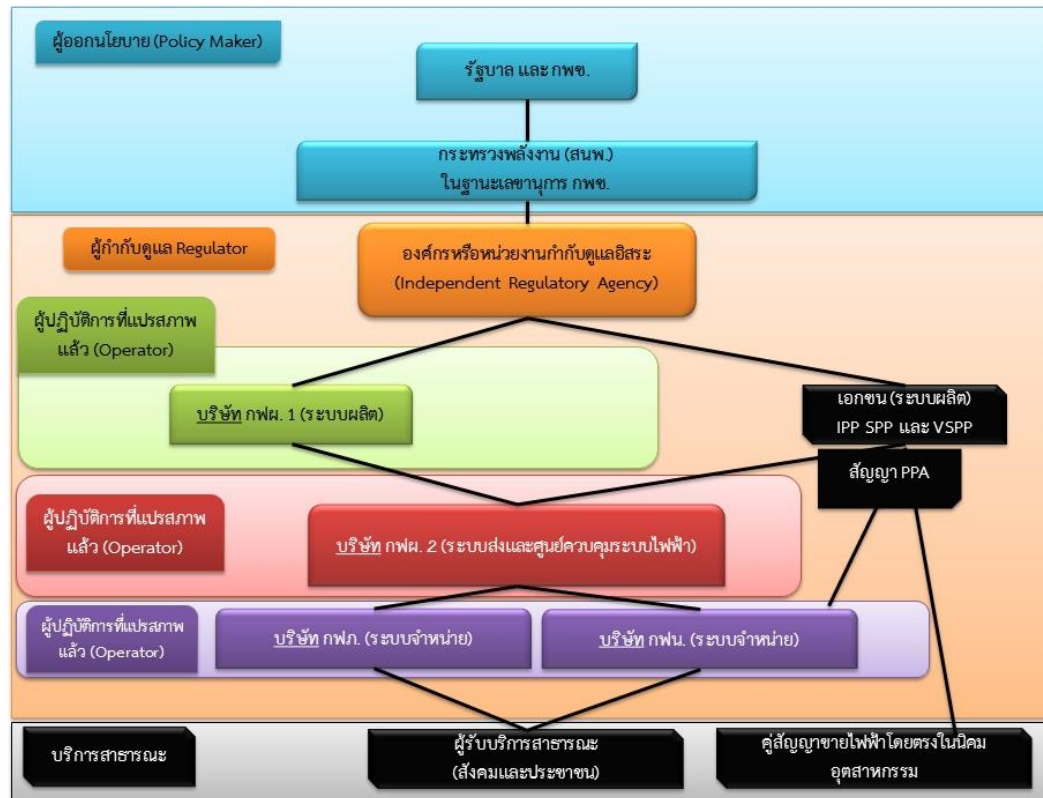 ผู้ออกนโยบาย (Policy Maker)
รัฐบาล และ กพช.
กระทรวงพลังงาน (สนพ.)
ในฐานะเลขานุการ กพช.
ผู้กำกับดูแล Regulator
องค์กรหรือหน่วยงานกำกับดูแลอิสระ
(Independent Regulatory Agency)
ผู้ปฏิบัติการที่แปรสภาพ
แล้ว (Operator)
บริษัท กฟผ. 1 (ระบบผลิต)
เอกชน (ระบบผลิต)
IPP SPP และ VSPP
สัญญา PPA
ผู้ปฏิบัติการที่แปรสภาพ
แล้ว (Operator)
บริษัท กฟผ. 2 (ระบบส่งและศูนย์ควบคุมระบบไฟฟ้า)
ผู้ปฏิบัติการที่แปรสภาพ
แล้ว (Operator)
บริษัท กฟภ. (ระบบจำหน่าย)
บริษัท กฟน. (ระบบจำหน่าย)
บริการสาธารณะ
ผู้รับบริการสาธารณะ
(สังคมและประชาชน)
คู่สัญญาขายไฟฟ้าโดยตรงในนิคม
อุตสาหกรรม